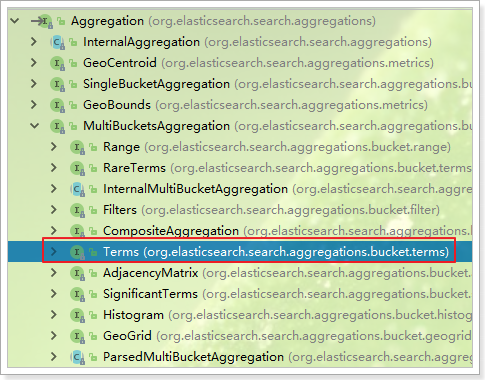 Aggregation (org.elasticsearch.search.aggregations)
InternalAggregation (org.elasticsearch.search.aggregations)
GeoCentroid (org.elasticsearch.search.aggregations.metrics)
SingleBucketAggregation (org.elasticsearch.search.aggregations.bu
GeoBounds (org.elasticsearch.search.aggregations.metrics)
MultiBucketsAggregation (org.elasticsearch.search.aggregations.bu
Range (org.elasticsearch.search.aggregations.bucket.range)
RareTerms (org.elasticsearch.search.aggregations.bucket.terms
InternalMultiBucketAggregation (org.elasticsearch.search.aggre
Filters (org.elasticsearch.search.aggregations.bucket.filter)
CompositeAggregation (org.elasticsearch.search.aggregations.b
Terms (org.elasticsearch.search.aggregations.bucket.terms)
AdjacencyMatrix (org.elasticsearch.search.aggregations.bucket.
SignificantTerms (org.elasticsearch.search.aggregations.bucket.
Histogram (org.elasticsearch.search.aggregations.bucket.histog
GeoGrid (org.elasticsearch.search.aggregations.bucket.geogrid
ParsedMultiBucketAggregation (org.elasticsearch.search.aggreg